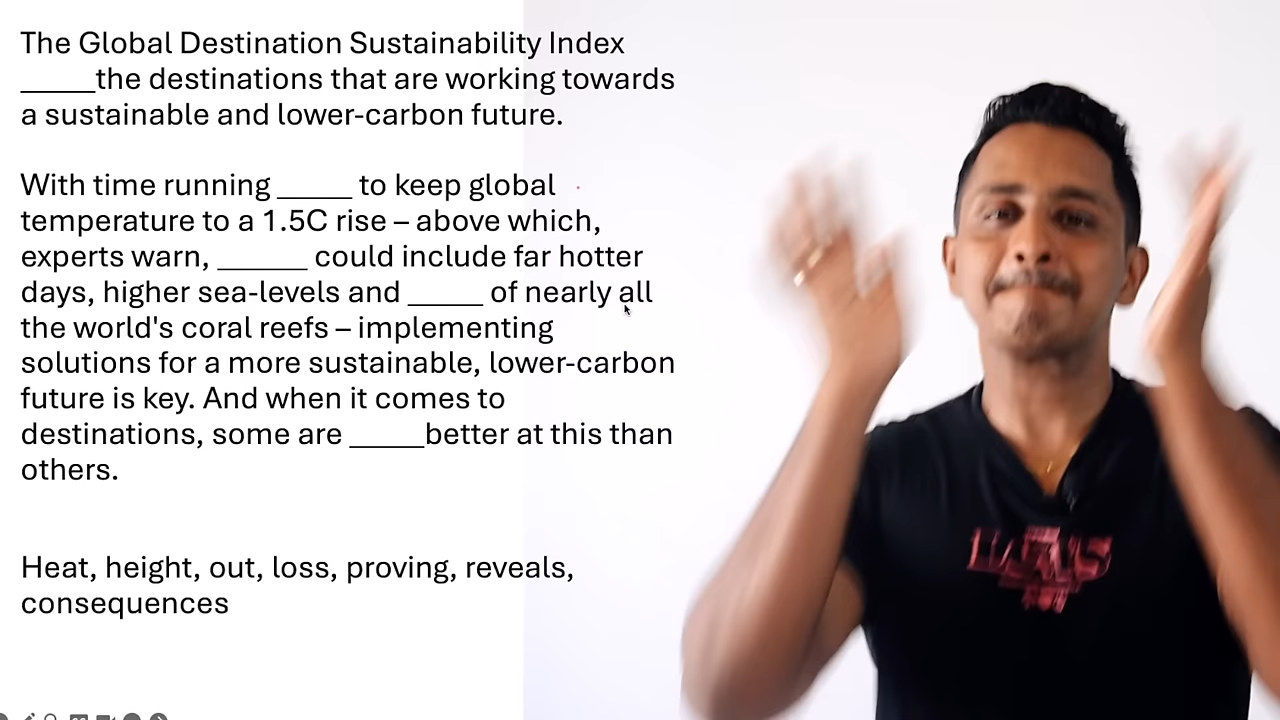 The Global Destination Sustainability Index
_____the destinations that are working towards
a sustainable and lower-carbon future.
With time running _____ to keep global
temperature to a 1.5C rise – above which,
experts warn, ______ could include far hotter
days, higher sea-levels and _____ of nearly all
the world's coral reefs – implementing
solutions for a more sustainable, lower-carbon
future is key. And when it comes to
destinations, some are _____better at this than
others.
Heat, height, out, loss, proving, reveals,
consequences